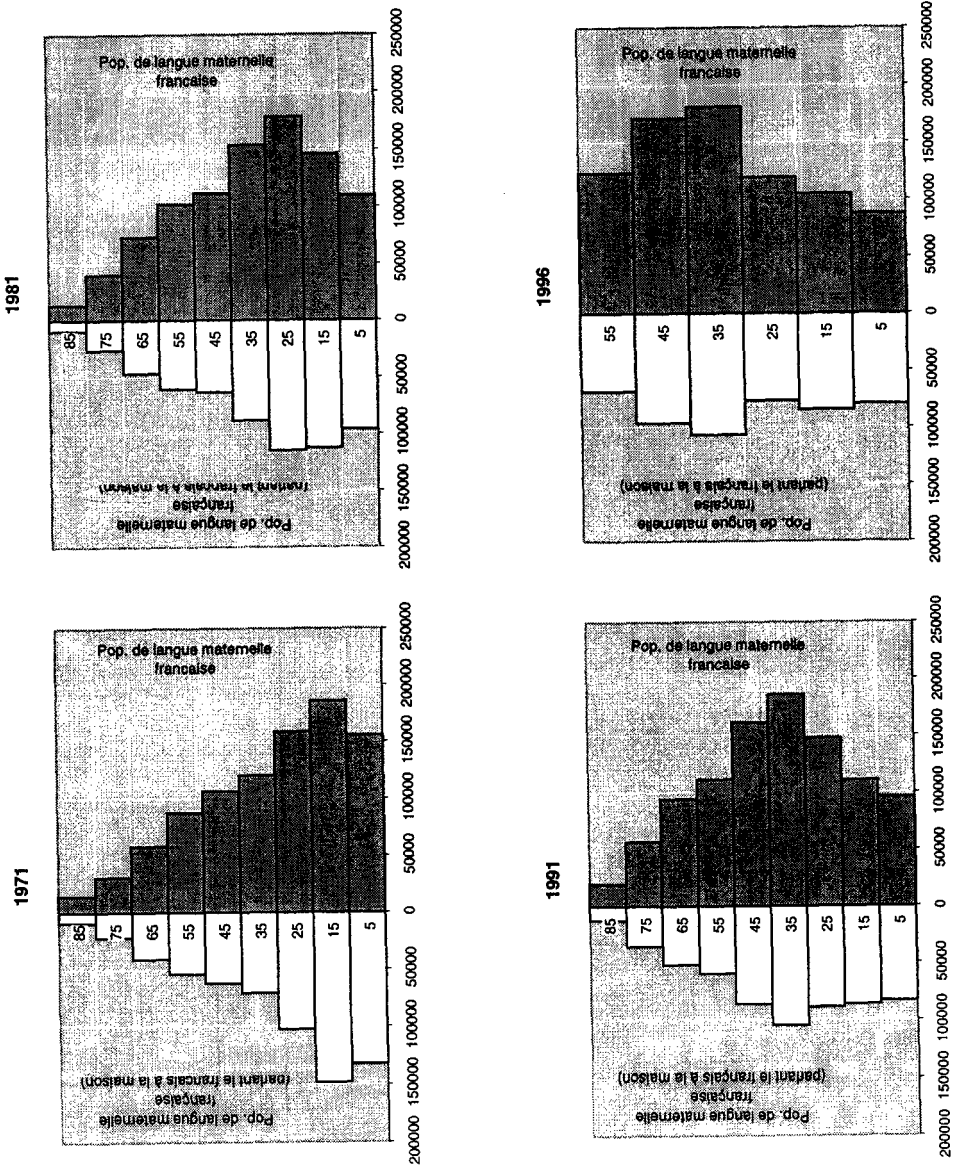 1971
Pop. de langue maternelle
française
(parlant le francais à la maison)
Pop. de langue maternelle
francaise
85
75
65
55
45
35
25
15
5
200000 150000 100000 50000 0 50000 100000 150000 200000 250000
1981
Pop. de langue maternelle
française
(parlant le francais à la maison)
Pop. de langue maternelle
francaise
85
75
65
55
45
35
25
15
5
200000 150000 100000 50000 0 50000 100000 150000 200000 250000
1991
Pop. de langue maternelle
française
(parlant le français à la maison)
Pop. de langue maternelle
francaise
85
75
65
55
45
35
25
15
5
200000 150000 100000 50000 0 50000 100000 150000 200000 250000
1996
Pop. de langue maternelle
française
(parlant le français à la maison)
Pop. de langue maternelle
francaise
55
45
35
25
15
5
200000 150000 100000 50000 0 50000 100000 150000 200000 250000